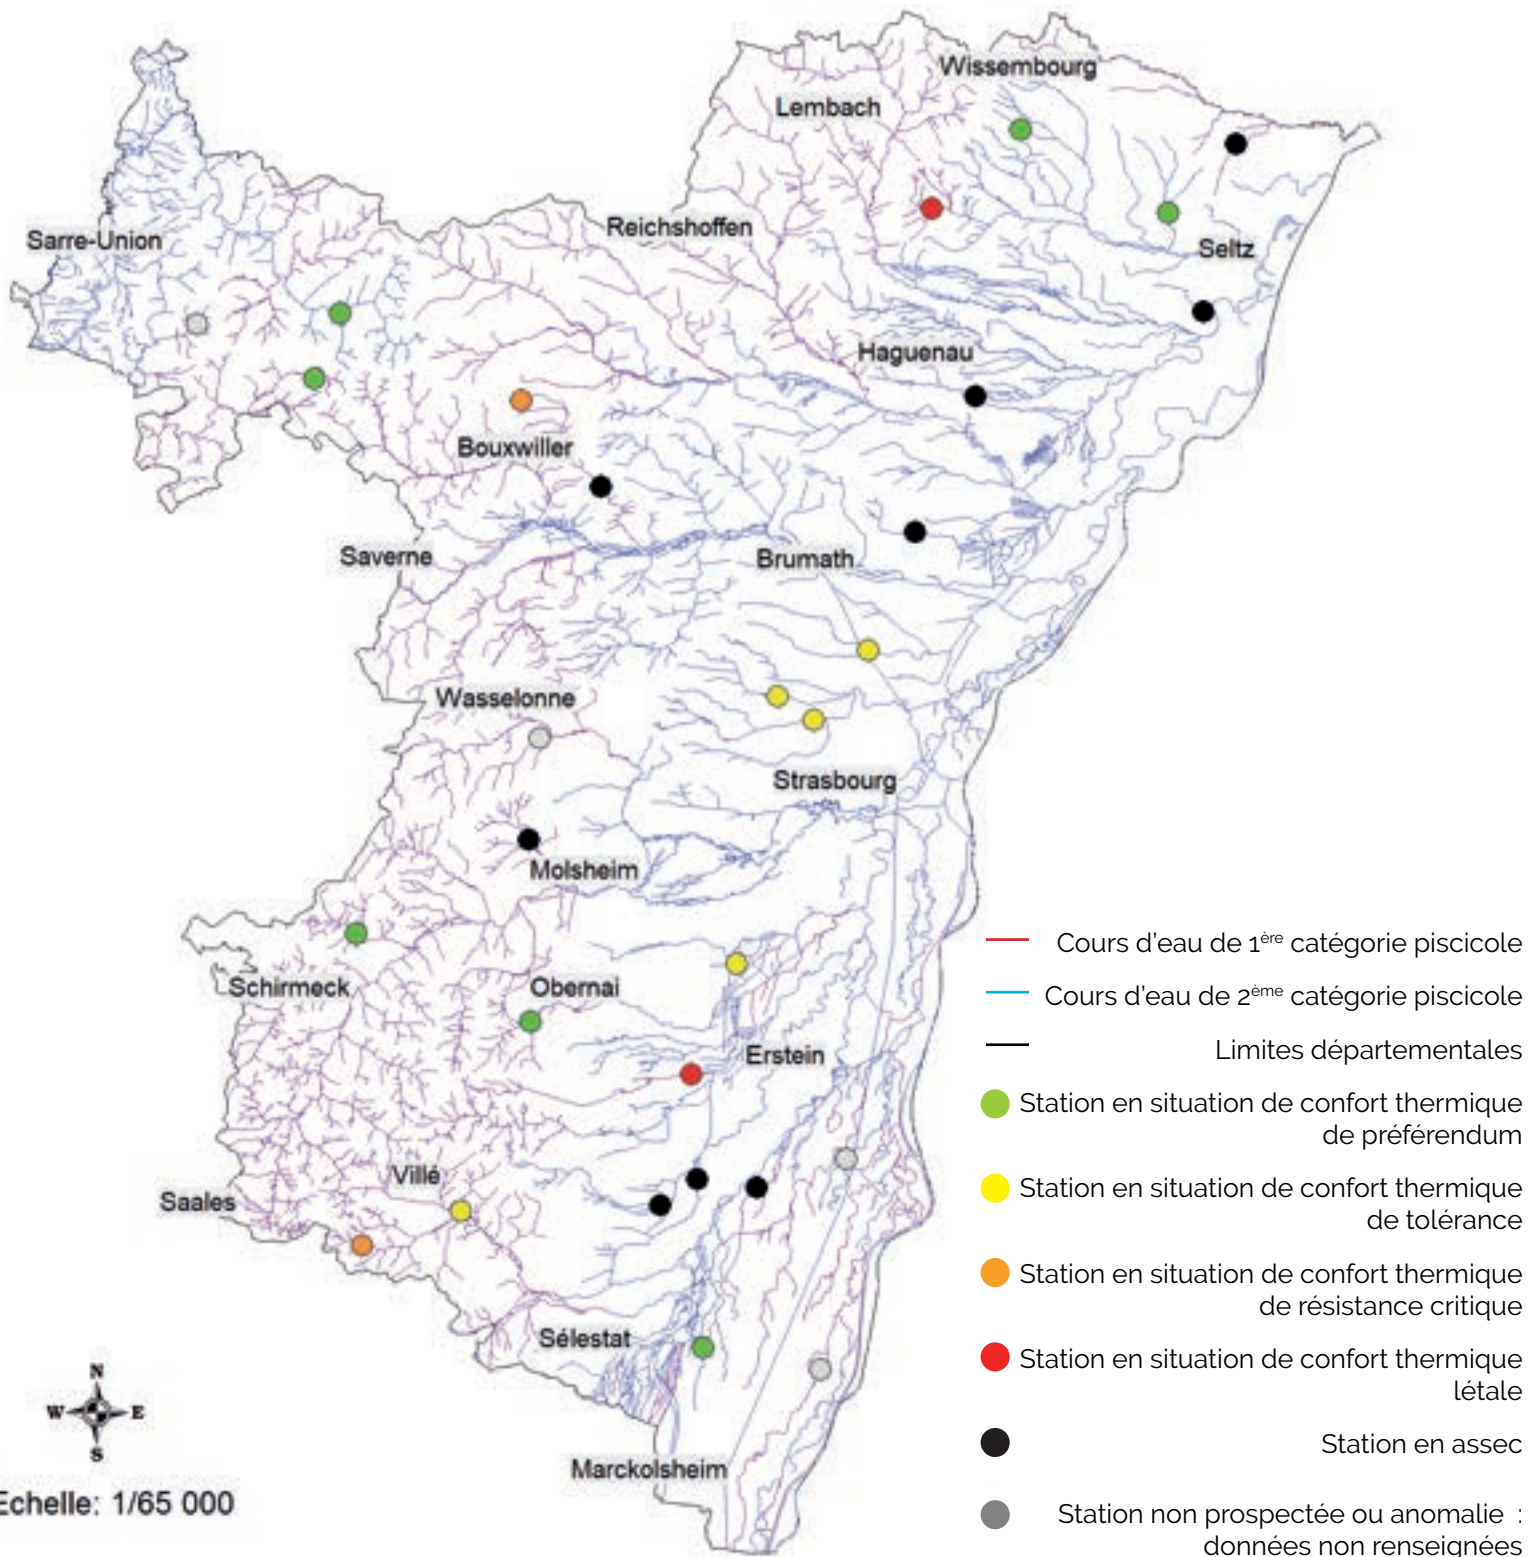 Wissembourg
Lembach
Reichshoffen
Sarre-Union
Seltz
Haguenau
Bouxwiller
Saverne
Brumath
Wasselonne
Strasbourg
Molsheim
Schirmeck
Obernai
Erstein
Villé
Saales
Sélestat
Marckolsheim
N
W E
S
Echelle: 1/65 000
Cours d'eau de 1ère catégorie piscicole
Cours d'eau de 2ème catégorie piscicole
Limites départementales
Station en situation de confort thermique
de préférendum
Station en situation de confort thermique
de tolérance
Station en situation de confort thermique
de résistance critique
Station en situation de confort thermique
létale
Station en assec
Station non prospectée ou anomalie :
données non renseignées